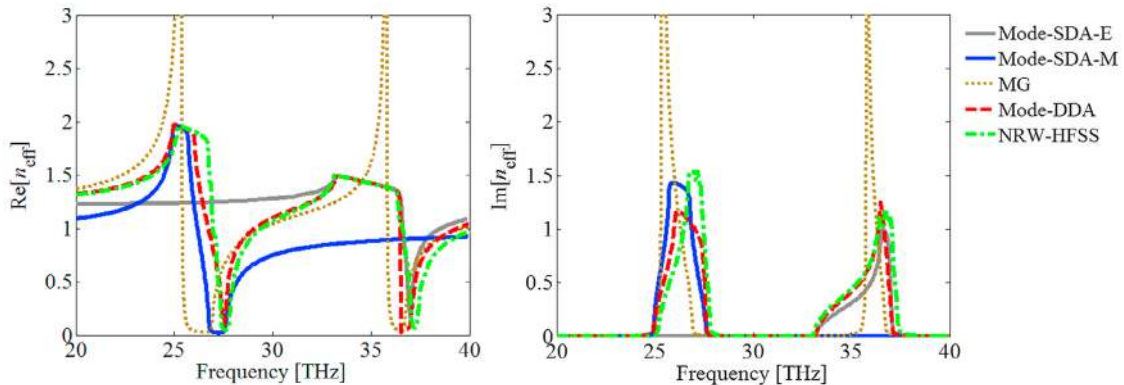 3
2.5
2
1.5
1
0.5
0
Re[n_eff]
20
25
30
35
40
Frequency [THz]
3
2.5
2
1.5
1
0.5
0
Im[n_eff]
20
25
30
35
40
Frequency [THz]
Mode-SDA-E
Mode-SDA-M
MG
Mode-DDA
NRW-HFSS